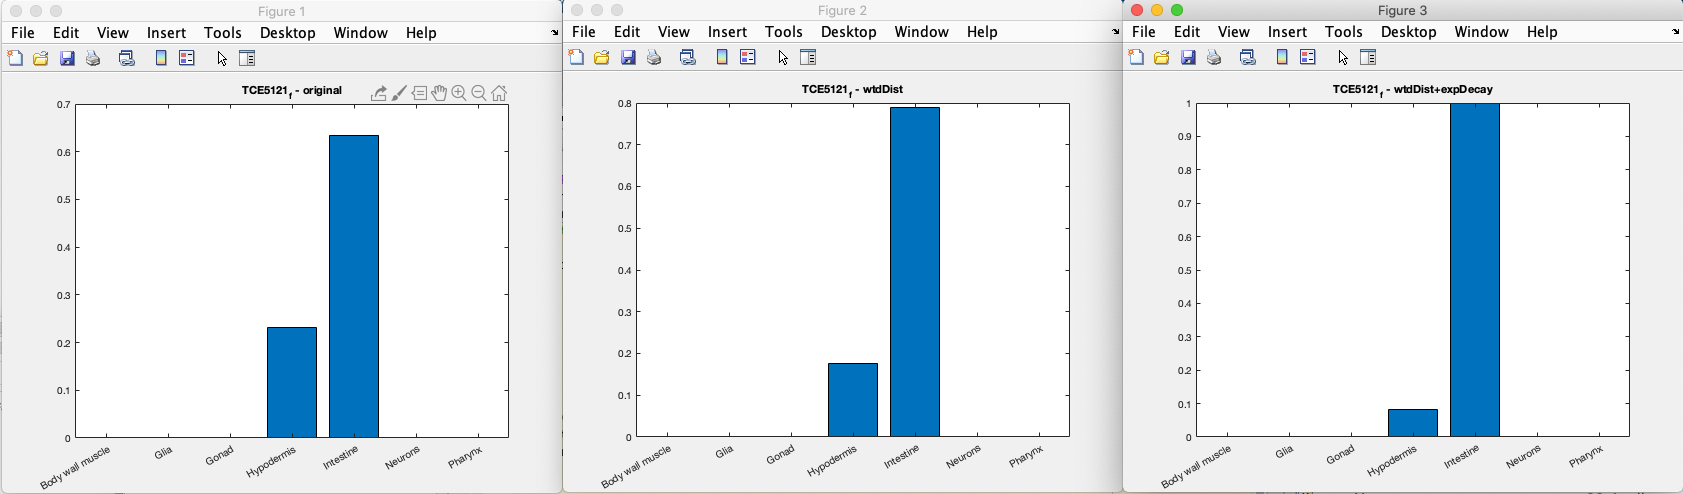 Figure 1
File Edit View Insert Tools Desktop Window Help
TCE5121f - original
0.7
0.6
0.5
0.4
0.3
0.2
0.1
0
Body wall muscle
Glia
Gonad
Hypodermis
Intestine
Neurons
Pharynx
Figure 2
File Edit View Insert Tools Desktop Window Help
TCE5121f - wtdDist
0.8
0.7
0.6
0.5
0.4
0.3
0.2
0.1
0
Body wall muscle
Glia
Gonad
Hypodermis
Intestine
Neurons
Pharynx
Figure 3
File Edit View Insert Tools Desktop Window Help
TCE5121f - wtdDist+expDecay
1
0.9
0.8
0.7
0.6
0.5
0.4
0.3
0.2
0.1
0
Body wall muscle
Glia
Gonad
Hypodermis
Intestine
Neurons
Pharynx